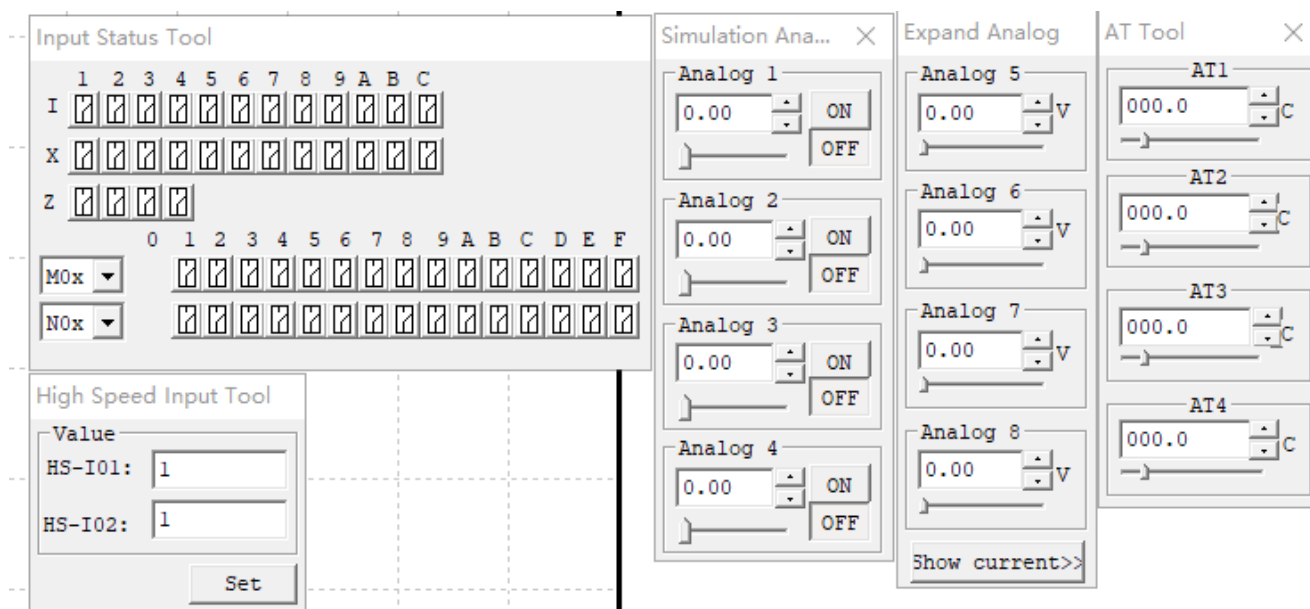 Input Status Tool
1 2 3 4 5 6 7 8 9 A B C
I
X
Z
0 1 2 3 4 5 6 7 8 9 A B C D E F
M0x
N0x
High Speed Input Tool
Value
HS-I01: 1
HS-I02: 1
Set
Simulation Ana...
Analog 1
0.00 ON
OFF
Analog 2
0.00 ON
OFF
Analog 3
0.00 ON
OFF
Analog 4
0.00 ON
OFF
Expand Analog
Analog 5
0.00 V
Analog 6
0.00 V
Analog 7
0.00 V
Analog 8
0.00 V
Show current>>
AT Tool
AT1
000.0 C
AT2
000.0 C
AT3
000.0 C
AT4
000.0 C